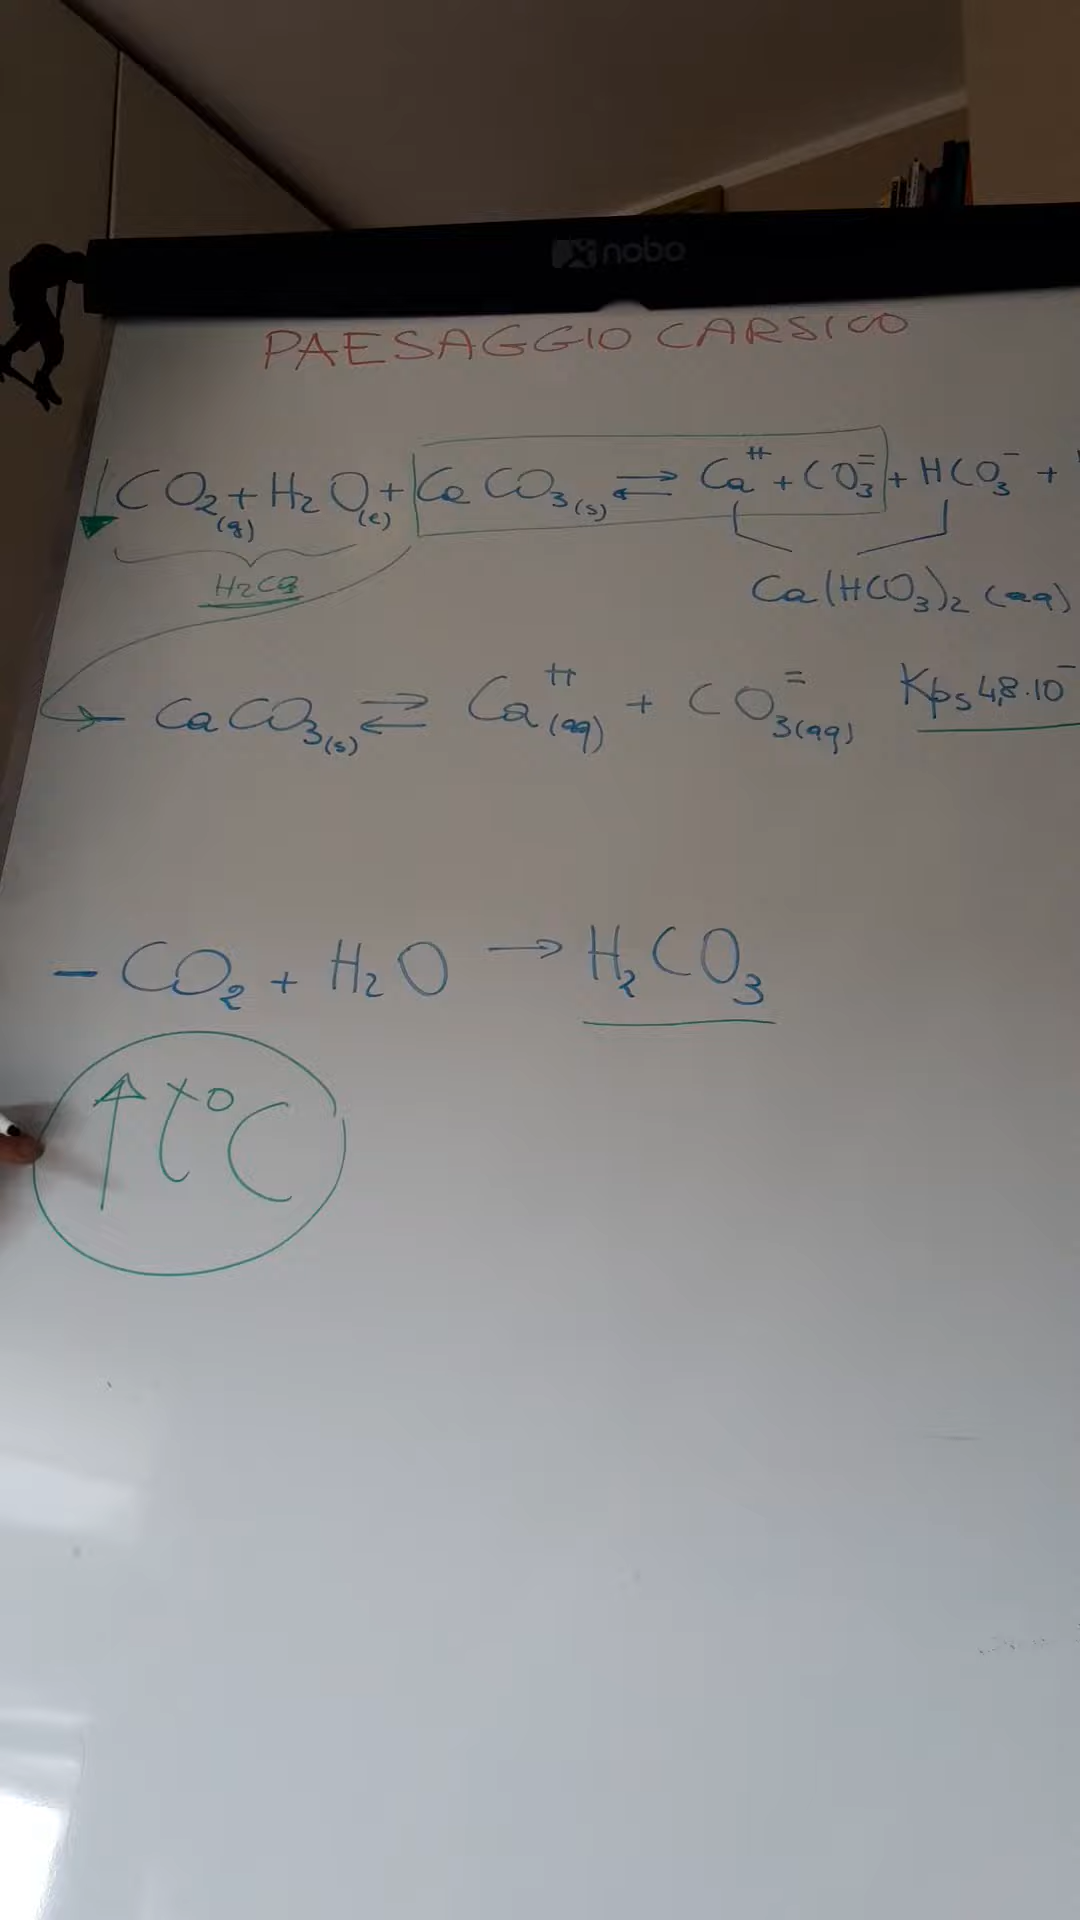 nobo
PAESAGGIO CARSICO
↓ CO₂(g) + H₂O(l) + CaCO₃(s) ⇄ Ca⁺⁺ + CO₃⁼ + HCO₃⁻ +
H₂CO₃
Ca(HCO₃)₂ (aq)
CaCO₃(s) ⇄ Ca⁺⁺(aq) + CO₃⁼(aq) Kps 4,8·10⁻
– CO₂ + H₂O → H₂CO₃
↑ t°C